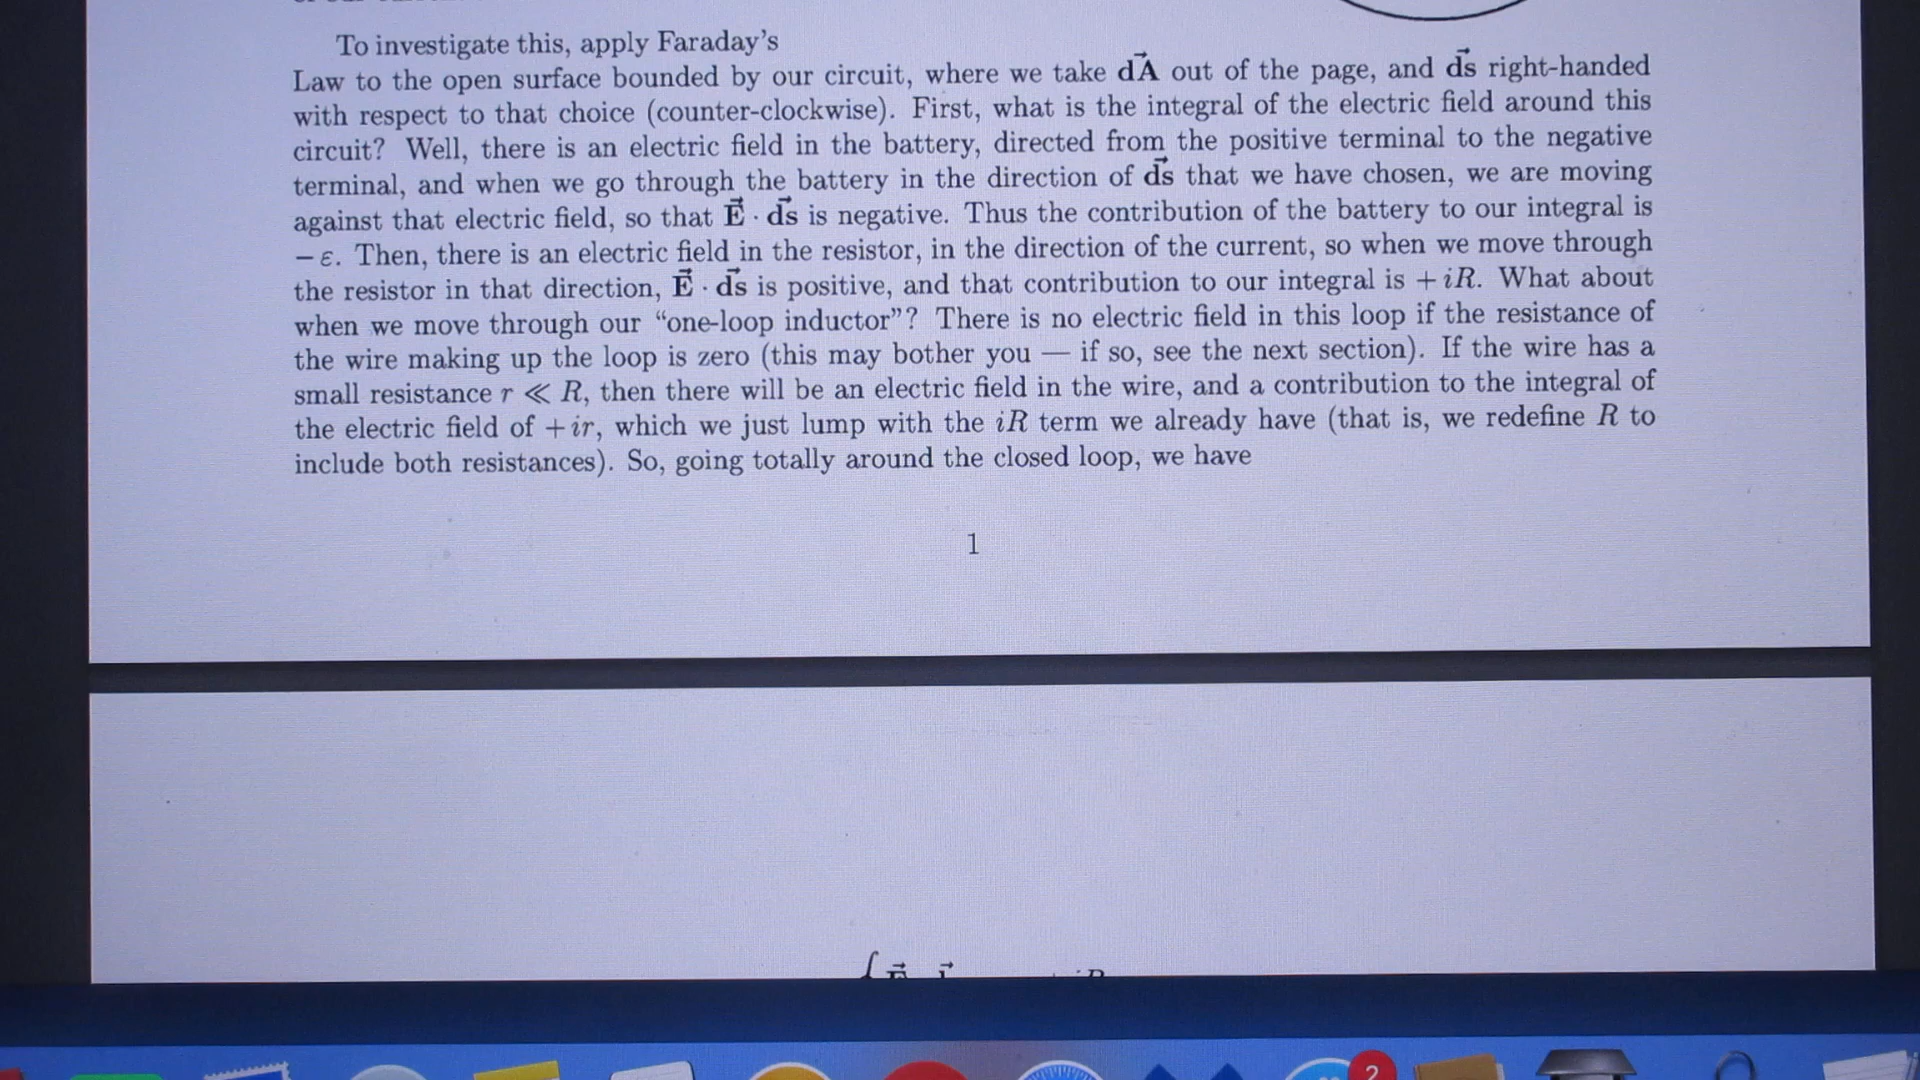 To investigate this, apply Faraday's
Law to the open surface bounded by our circuit, where we take d⃗A out of the page, and d⃗s right-handed
with respect to that choice (counter-clockwise). First, what is the integral of the electric field around this
circuit? Well, there is an electric field in the battery, directed from the positive terminal to the negative
terminal, and when we go through the battery in the direction of d⃗s that we have chosen, we are moving
against that electric field, so that E⃗ · d⃗s is negative. Thus the contribution of the battery to our integral is
− ε. Then, there is an electric field in the resistor, in the direction of the current, so when we move through
the resistor in that direction, E⃗ · d⃗s is positive, and that contribution to our integral is +iR. What about
when we move through our “one-loop inductor”? There is no electric field in this loop if the resistance of
the wire making up the loop is zero (this may bother you — if so, see the next section). If the wire has a
small resistance r ≪ R, then there will be an electric field in the wire, and a contribution to the integral of
the electric field of +ir, which we just lump with the iR term we already have (that is, we redefine R to
include both resistances). So, going totally around the closed loop, we have
1
2